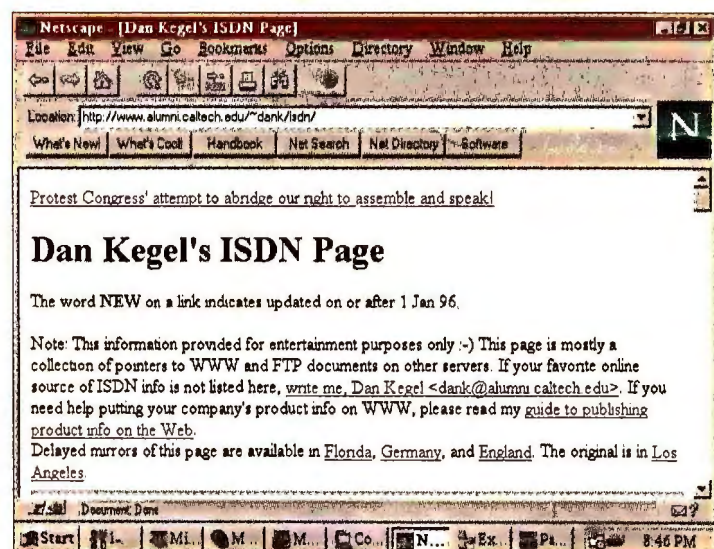 Netscape - [Dan Kegel's ISDN Page]
File Edit View Go Bookmarks Options Directory Window Help
Location: http://www.alumni.caltech.edu/~dank/isdn/
N
What's New! What's Cool! Handbook Net Search Net Directory Software
Protest Congress' attempt to abridge our right to assemble and speak!
Dan Kegel's ISDN Page
The word NEW on a link indicates updated on or after 1 Jan 96.
Note: This information provided for entertainment purposes only :-) This page is mostly a
collection of pointers to WWW and FTP documents on other servers. If your favorite online
source of ISDN info is not listed here, write me, Dan Kegel <dank@alumni.caltech.edu>. If you
need help putting your company's product info on WWW, please read my guide to publishing
product info on the Web.
Delayed mirrors of this page are available in Florida, Germany, and England. The original is in Los
Angeles.
Document: Done
Start Mi... M... M... Co... N... Ex... Pa... 8:46 PM